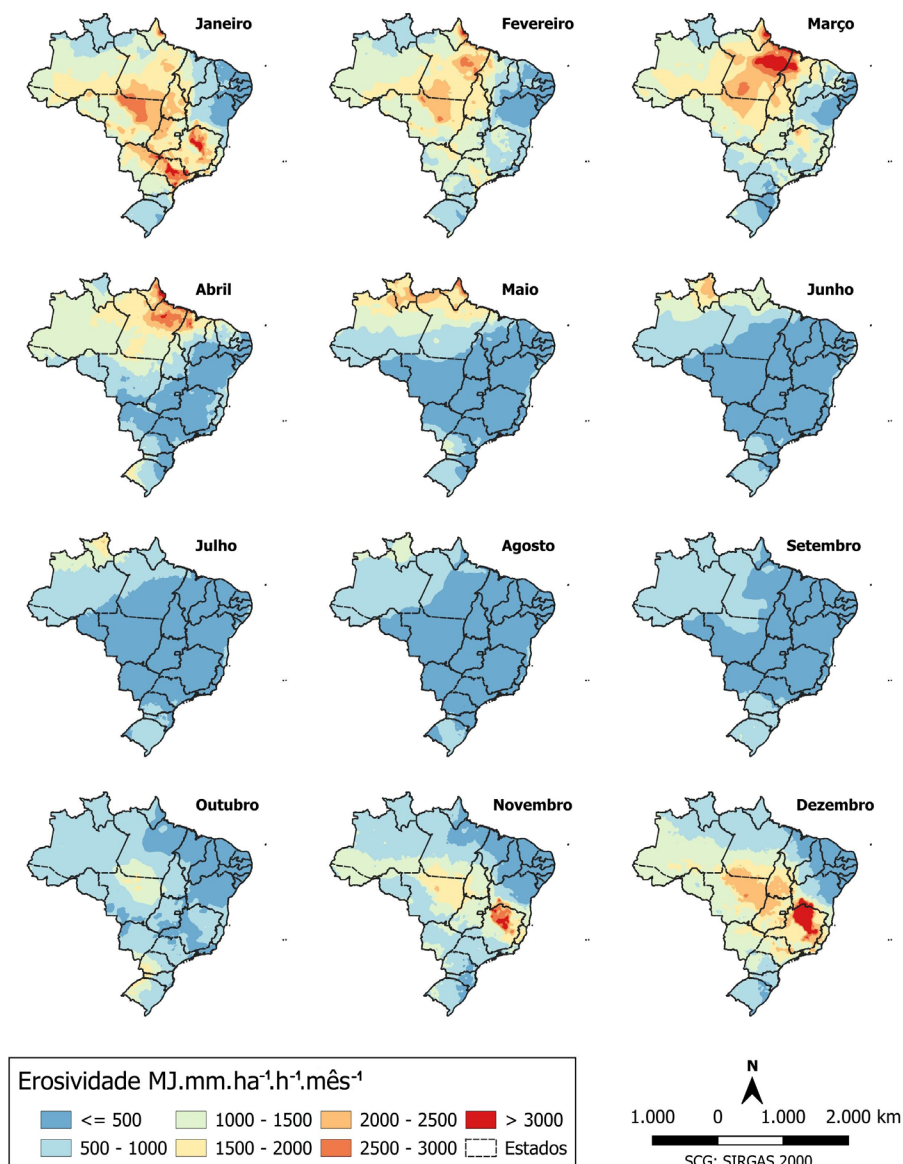 Janeiro
Fevereiro
Março
Abril
Maio
Junho
Julho
Agosto
Setembro
Outubro
Novembro
Dezembro
Erosividade MJ.mm.ha⁻¹.h⁻¹.mês⁻¹
<= 500
1000 - 1500
2000 - 2500
> 3000
500 - 1000
1500 - 2000
2500 - 3000
Estados
N
1.000 0 1.000 2.000 km
SCG: SIRGAS 2000